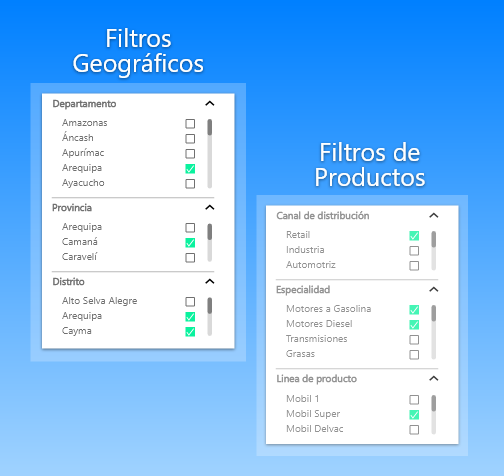 Filtros
Geográficos
Departamento
Amazonas
Áncash
Apurímac
Arequipa
Ayacucho
Provincia
Arequipa
Camaná
Caravelí
Distrito
Alto Selva Alegre
Arequipa
Cayma
Filtros de
Productos
Canal de distribución
Retail
Industria
Automotriz
Especialidad
Motores a Gasolina
Motores Diesel
Transmisiones
Grasas
Linea de producto
Mobil 1
Mobil Super
Mobil Delvac